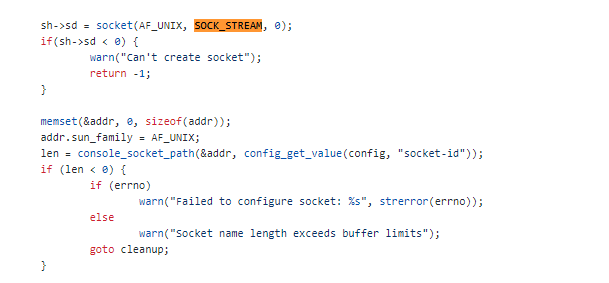 sh->sd = socket(AF_UNIX, SOCK_STREAM, 0);
if(sh->sd < 0) {
warn("Can't create socket");
return -1;
}
memset(&addr, 0, sizeof(addr));
addr.sun_family = AF_UNIX;
len = console_socket_path(&addr, config_get_value(config, "socket-id"));
if (len < 0) {
if (errno)
warn("Failed to configure socket: %s", strerror(errno));
else
warn("Socket name length exceeds buffer limits");
goto cleanup;
}